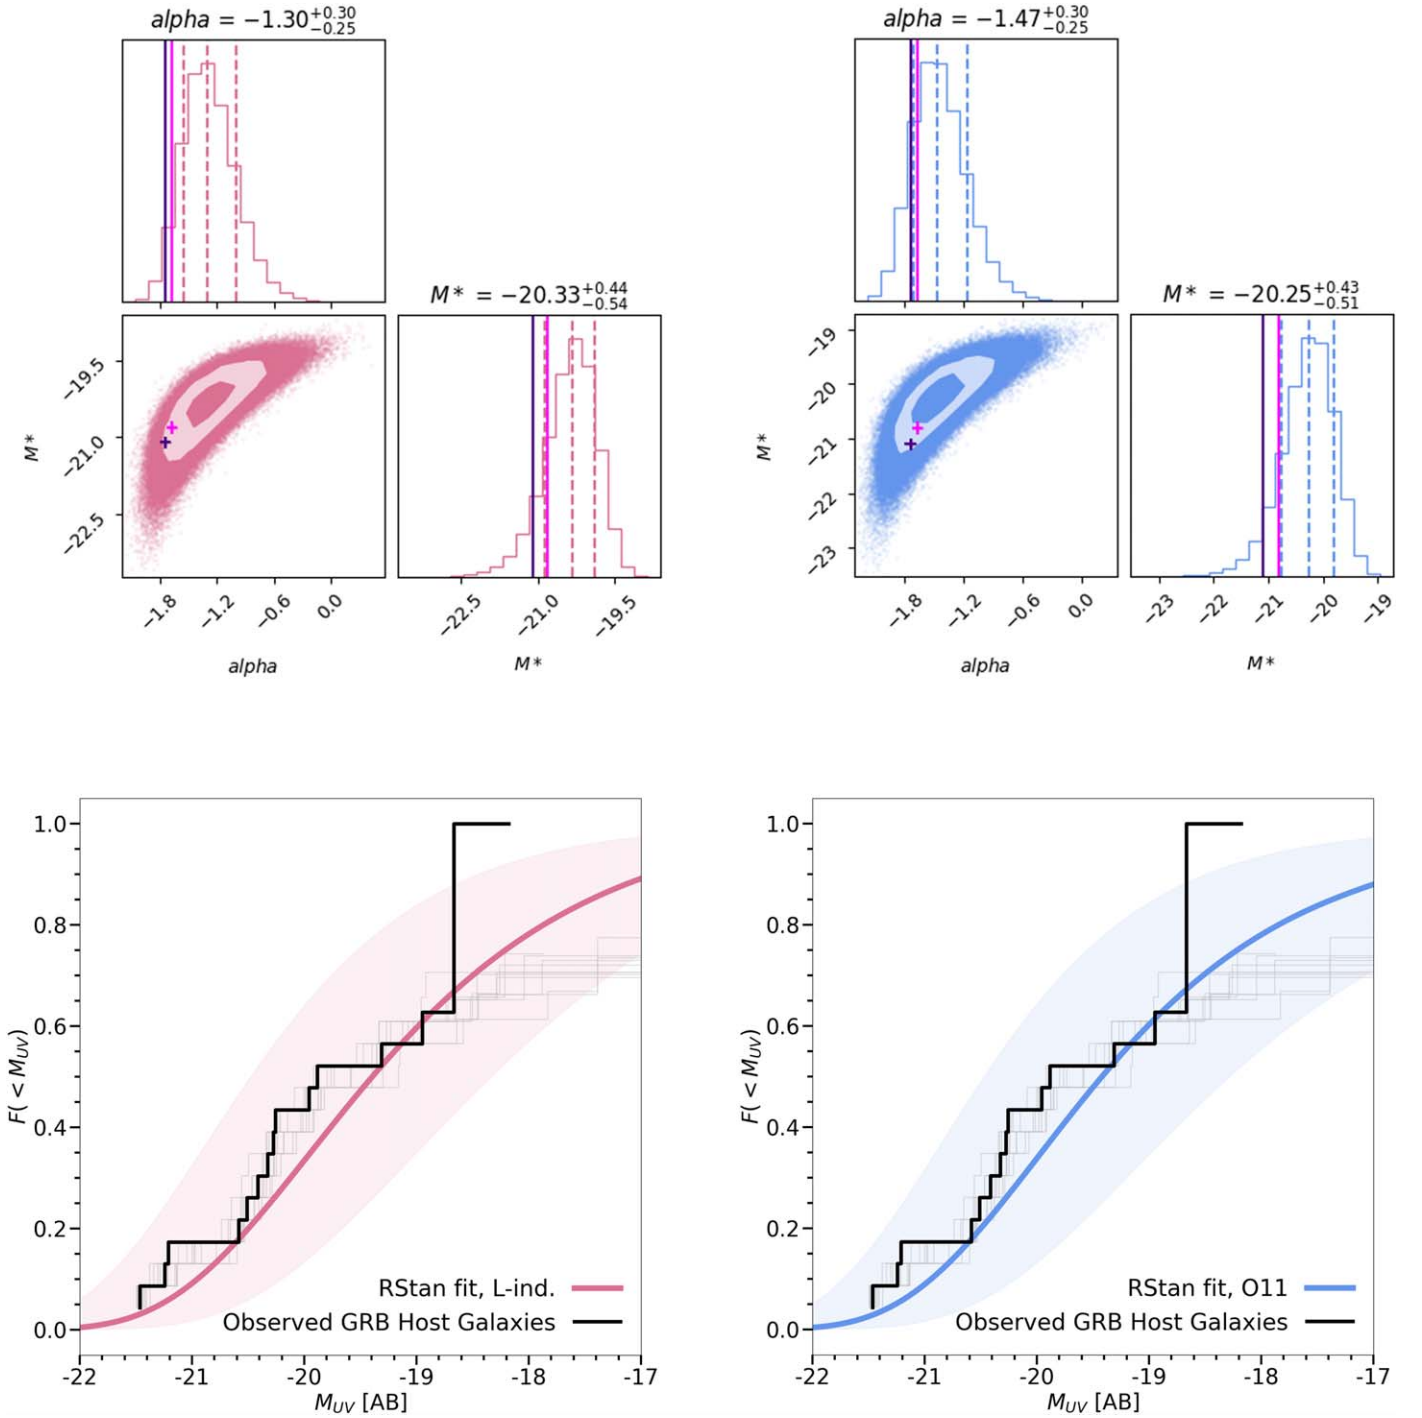 alpha = −1.30+0.30−0.25
M* = −20.33+0.44−0.54
−19.5
−21.0
−22.5
M*
−1.8
−1.2
−0.6
0.0
alpha
−22.5
−21.0
−19.5
M*
alpha = −1.47+0.30−0.25
M* = −20.25+0.43−0.51
−19
−20
−21
−22
−23
M*
−1.8
−1.2
−0.6
0.0
alpha
−23
−22
−21
−20
−19
M*
1.0
0.8
0.6
0.4
0.2
0.0
F(< MUV)
RStan fit, L-ind.
Observed GRB Host Galaxies
-22
-21
-20
-19
-18
-17
MUV [AB]
1.0
0.8
0.6
0.4
0.2
0.0
F(< MUV)
RStan fit, O11
Observed GRB Host Galaxies
-22
-21
-20
-19
-18
-17
MUV [AB]